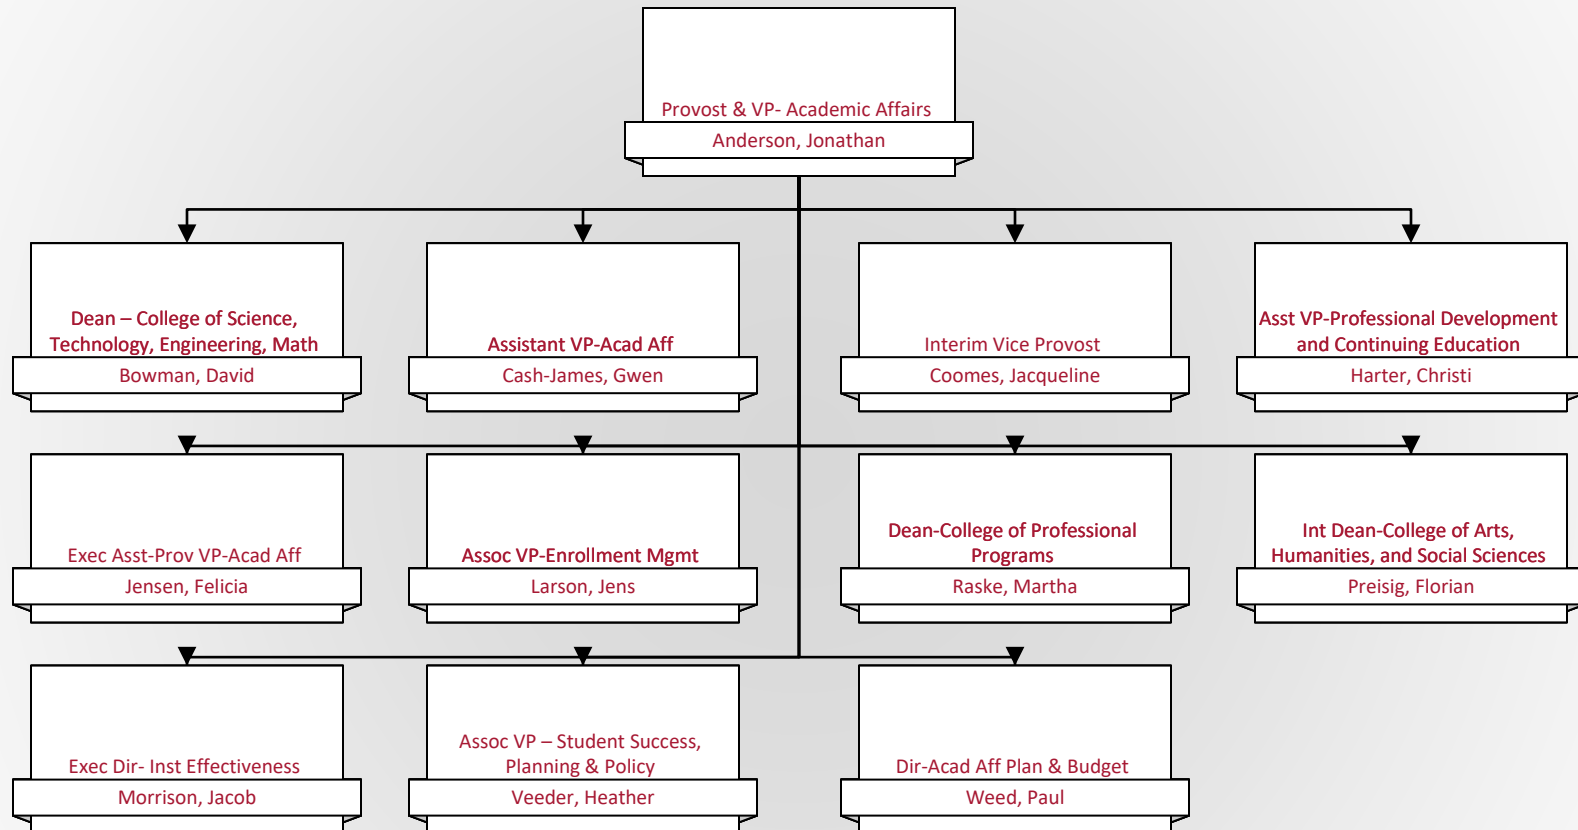 Provost & VP- Academic Affairs
Anderson, Jonathan
Dean – College of Science,
Technology, Engineering, Math
Bowman, David
Assistant VP-Acad Aff
Cash-James, Gwen
Interim Vice Provost
Coomes, Jacqueline
Asst VP-Professional Development
and Continuing Education
Harter, Christi
Exec Asst-Prov VP-Acad Aff
Jensen, Felicia
Assoc VP-Enrollment Mgmt
Larson, Jens
Dean-College of Professional
Programs
Raske, Martha
Int Dean-College of Arts,
Humanities, and Social Sciences
Preisig, Florian
Exec Dir- Inst Effectiveness
Morrison, Jacob
Assoc VP – Student Success,
Planning & Policy
Veeder, Heather
Dir-Acad Aff Plan & Budget
Weed, Paul